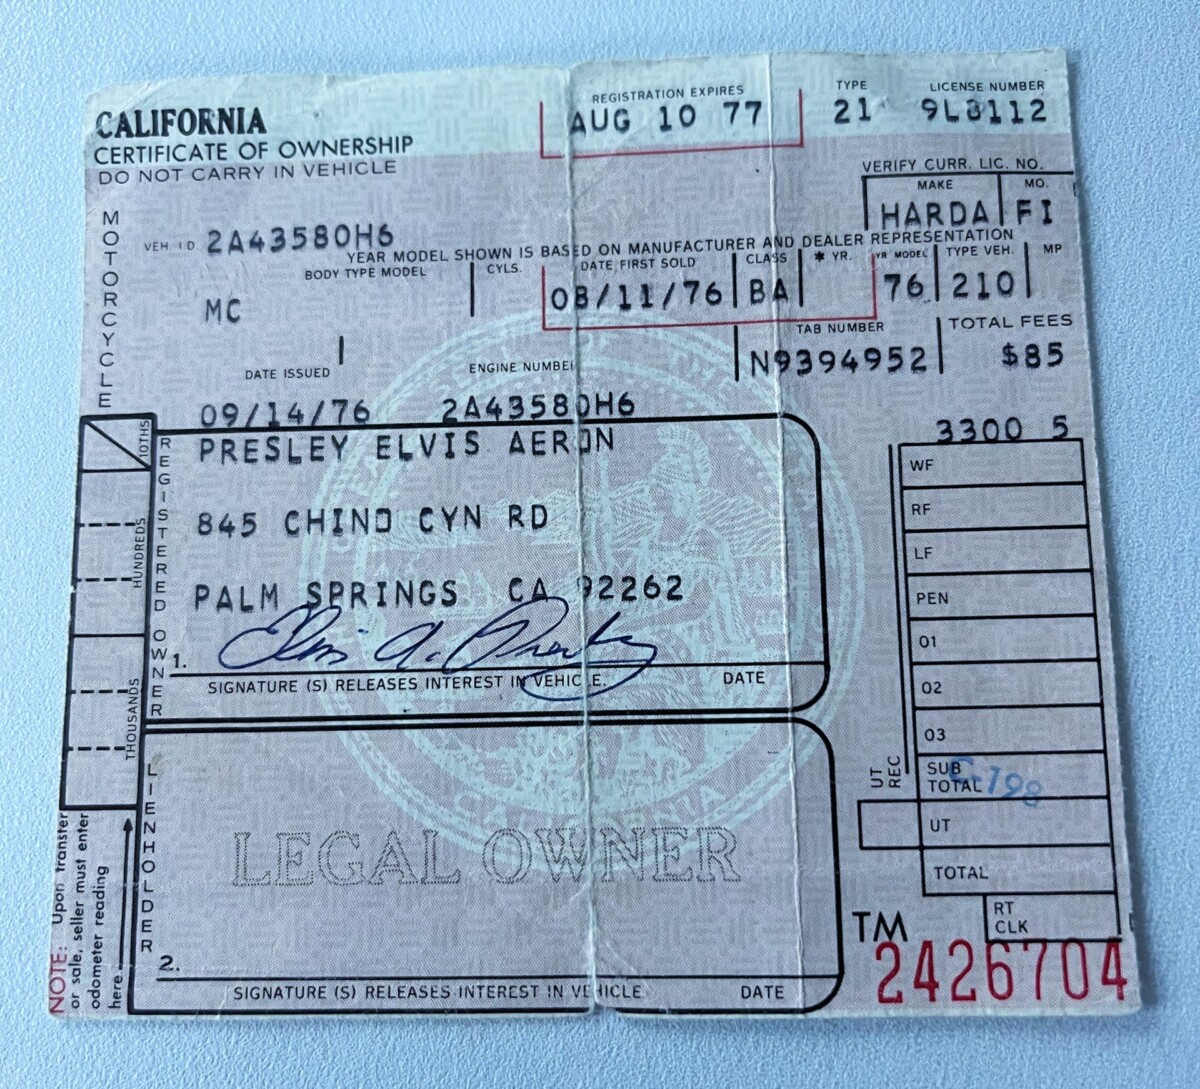 CALIFORNIA
CERTIFICATE OF OWNERSHIP
DO NOT CARRY IN VEHICLE
REGISTRATION EXPIRES
AUG 10 77
TYPE
21
LICENSE NUMBER
9L8112
VERIFY CURR. LIC. NO.
MAKE
HARDA
MO.
FI
MOTORCYCLE
VEH. ID 2A43580H6
YEAR MODEL SHOWN IS BASED ON MANUFACTURER AND DEALER REPRESENTATION
BODY TYPE MODEL
MC
CYLS.
DATE FIRST SOLD
08/11/76
CLASS
BA
* YR.
YR MODEL
76
TYPE VEH.
210
MP
TAB NUMBER
N9394952
TOTAL FEES
$85
DATE ISSUED
09/14/76
ENGINE NUMBER
2A43580H6
3300 5
10THS
HUNDREDS
THOUSANDS
REGISTERED OWNER
PRESLEY ELVIS AERON
845 CHINO CYN RD
PALM SPRINGS CA 92262
1.
Elvis A. Presley
SIGNATURE (S) RELEASES INTEREST IN VEHICLE.
DATE
WF
RF
LF
PEN
01
02
03
SUB TOTAL
UT REC
UT
TOTAL
RT
CLK
LIENHOLDER
LEGAL OWNER
CALIFORNIA
2.
SIGNATURE (S) RELEASES INTEREST IN VEHICLE
DATE
NOTE: Upon transfer
or sale, seller must enter
odometer reading
here
TM
2426704